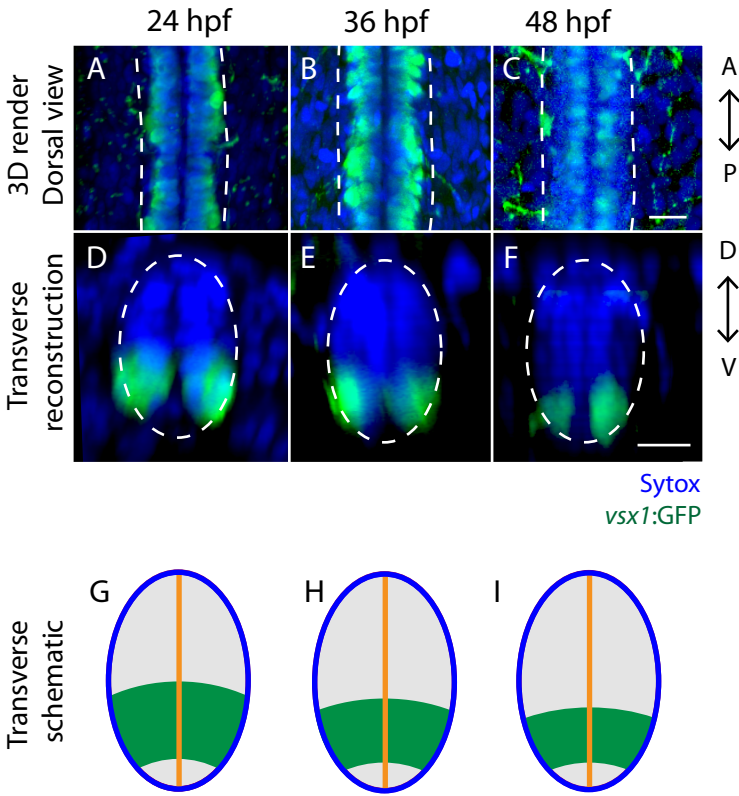 24 hpf
36 hpf
48 hpf
3D render
Dorsal view
A
B
C
A
P
Transverse
reconstruction
D
E
F
D
V
Sytox
vsx1:GFP
Transverse
schematic
G
H
I